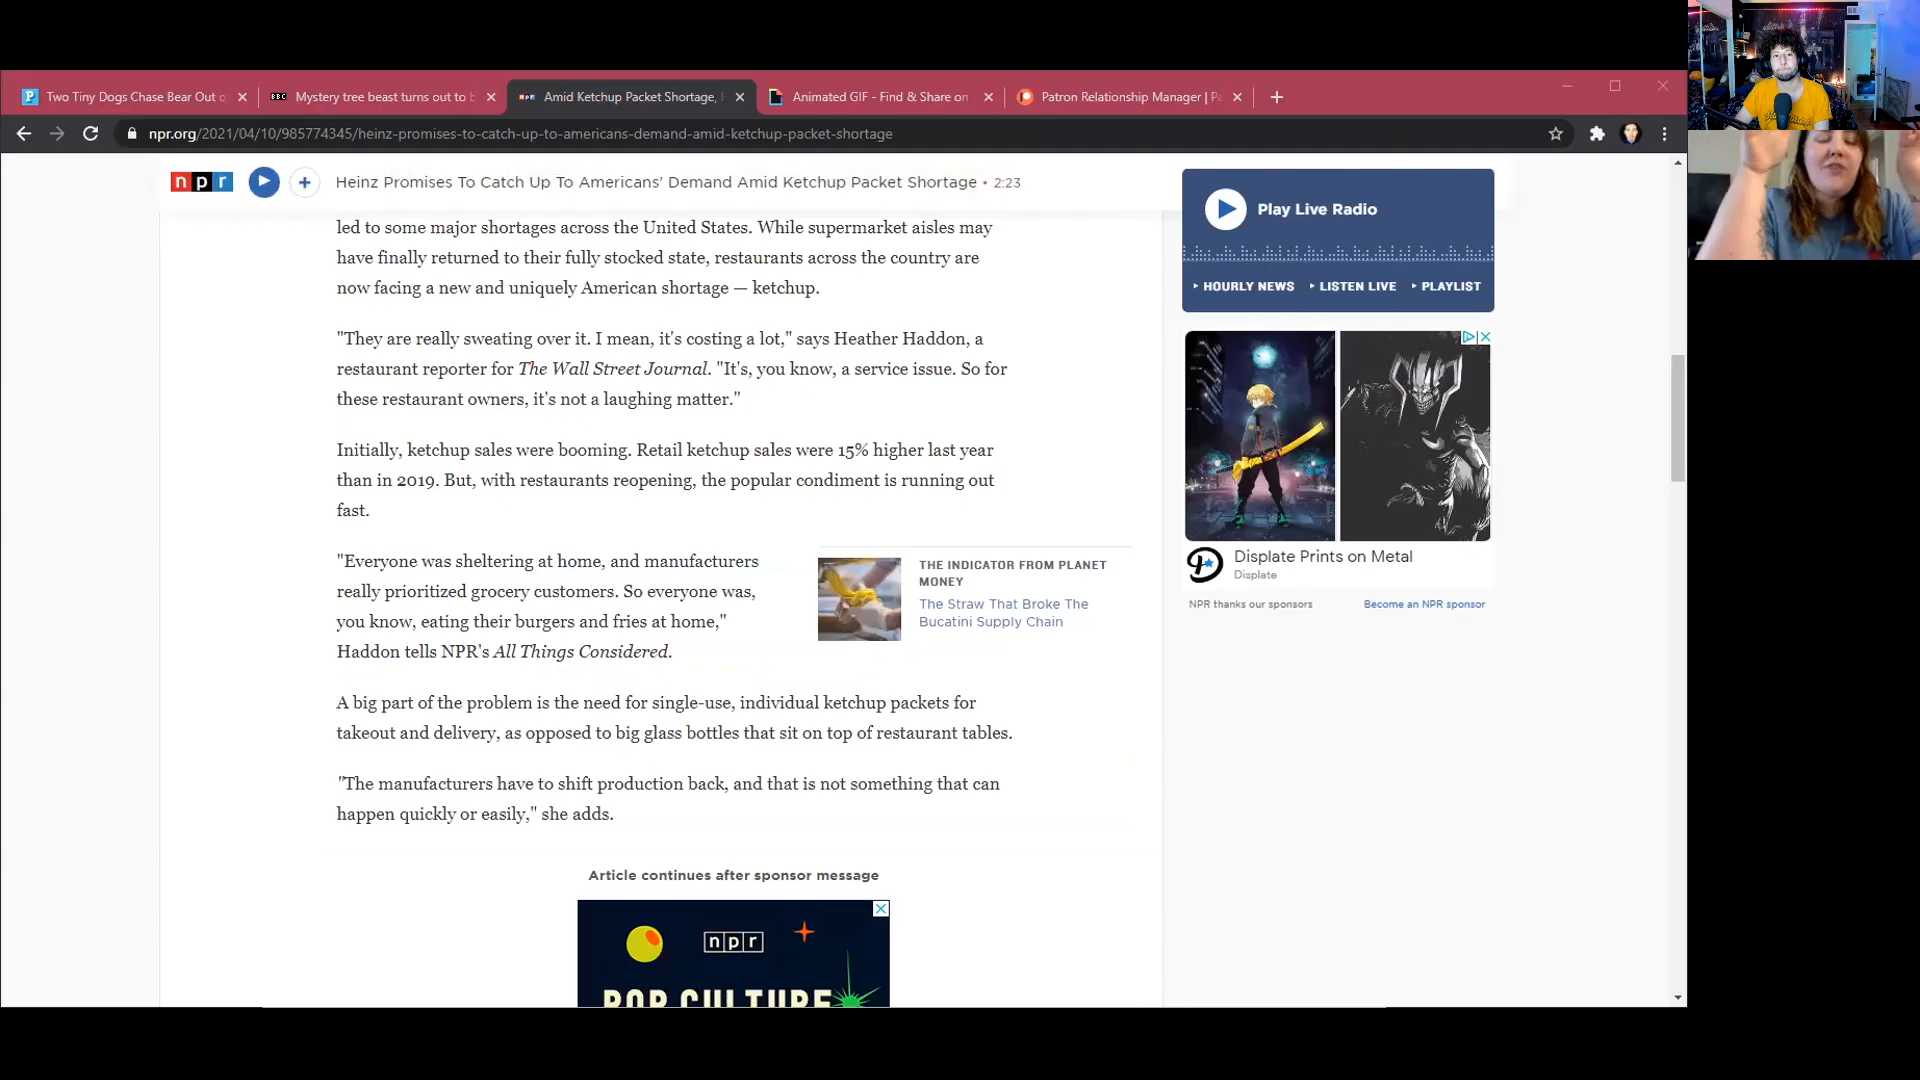 Two Tiny Dogs Chase Bear Out o
Mystery tree beast turns out to b
Amid Ketchup Packet Shortage,
Animated GIF - Find & Share on
Patron Relationship Manager | Pa
npr.org/2021/04/10/985774345/heinz-promises-to-catch-up-to-americans-demand-amid-ketchup-packet-shortage
npr
Heinz Promises To Catch Up To Americans' Demand Amid Ketchup Packet Shortage • 2:23
led to some major shortages across the United States. While supermarket aisles may
have finally returned to their fully stocked state, restaurants across the country are
now facing a new and uniquely American shortage — ketchup.
"They are really sweating over it. I mean, it's costing a lot," says Heather Haddon, a
restaurant reporter for The Wall Street Journal. "It's, you know, a service issue. So for
these restaurant owners, it's not a laughing matter."
Initially, ketchup sales were booming. Retail ketchup sales were 15% higher last year
than in 2019. But, with restaurants reopening, the popular condiment is running out
fast.
"Everyone was sheltering at home, and manufacturers
really prioritized grocery customers. So everyone was,
you know, eating their burgers and fries at home,"
Haddon tells NPR's All Things Considered.
THE INDICATOR FROM PLANET
MONEY
The Straw That Broke The
Bucatini Supply Chain
A big part of the problem is the need for single-use, individual ketchup packets for
takeout and delivery, as opposed to big glass bottles that sit on top of restaurant tables.
"The manufacturers have to shift production back, and that is not something that can
happen quickly or easily," she adds.
Article continues after sponsor message
npr
POP CULTURE
Play Live Radio
HOURLY NEWS
LISTEN LIVE
PLAYLIST
Displate Prints on Metal
Displate
NPR thanks our sponsors
Become an NPR sponsor